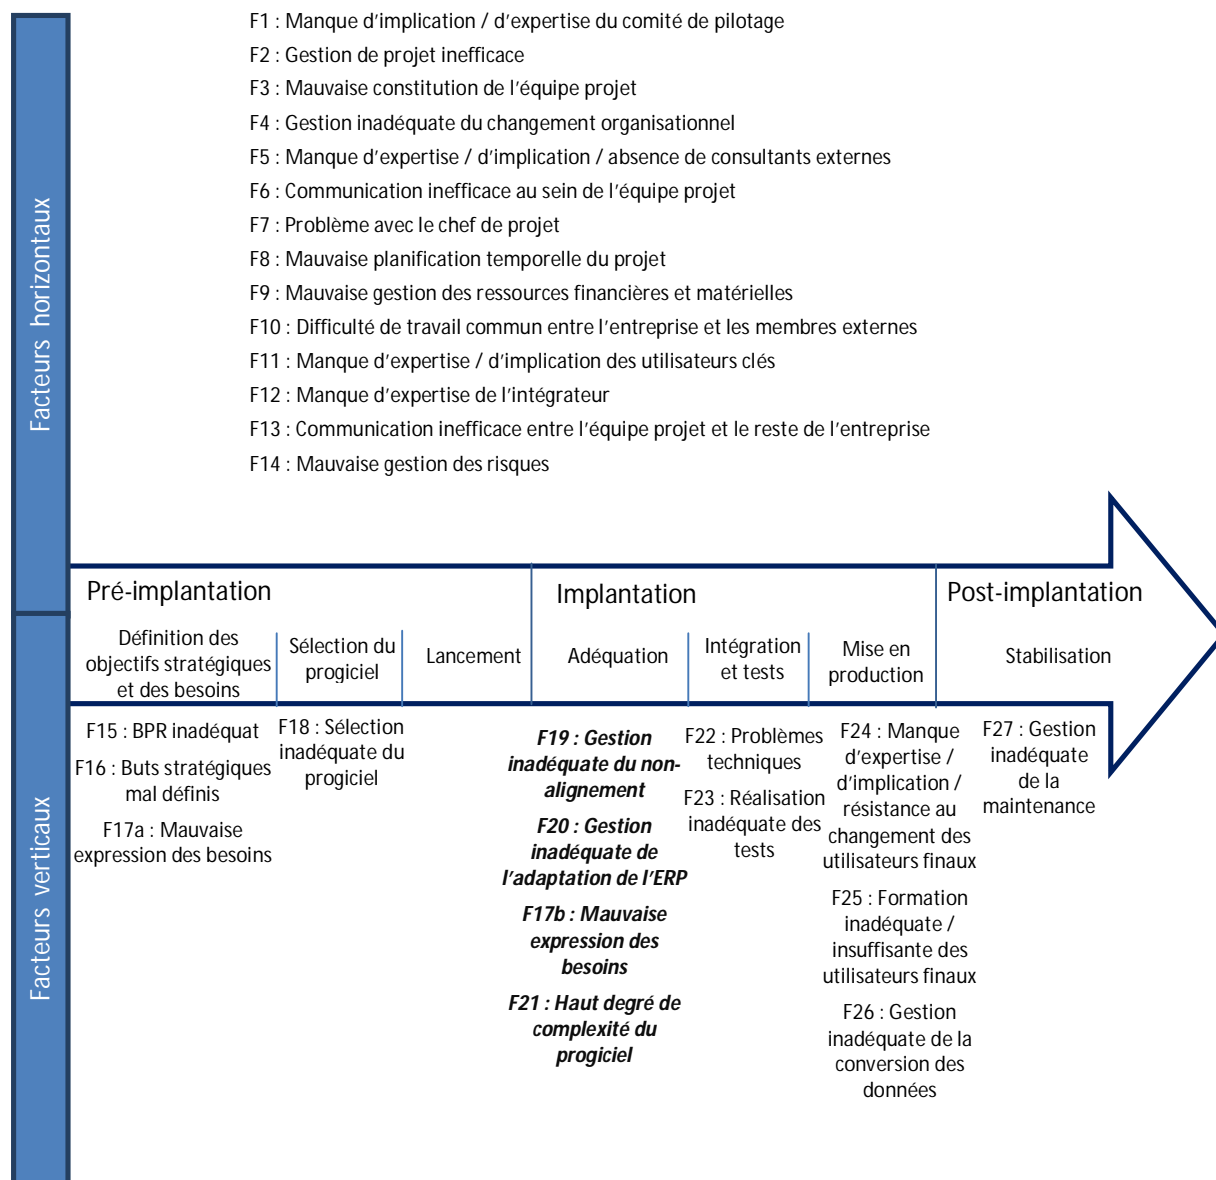 Facteurs horizontaux
F1 : Manque d'implication / d'expertise du comité de pilotage
F2 : Gestion de projet inefficace
F3 : Mauvaise constitution de l'équipe projet
F4 : Gestion inadéquate du changement organisationnel
F5 : Manque d'expertise / d'implication / absence de consultants externes
F6 : Communication inefficace au sein de l'équipe projet
F7 : Problème avec le chef de projet
F8 : Mauvaise planification temporelle du projet
F9 : Mauvaise gestion des ressources financières et matérielles
F10 : Difficulté de travail commun entre l'entreprise et les membres externes
F11 : Manque d'expertise / d'implication des utilisateurs clés
F12 : Manque d'expertise de l'intégrateur
F13 : Communication inefficace entre l'équipe projet et le reste de l'entreprise
F14 : Mauvaise gestion des risques
Pré-implantation
Implantation
Post-implantation
Définition des
objectifs stratégiques
et des besoins
Sélection du
progiciel
Lancement
Adéquation
Intégration
et tests
Mise en
production
Stabilisation
Facteurs verticaux
F15 : BPR inadéquat
F16 : Buts stratégiques
mal définis
F17a : Mauvaise
expression des besoins
F18 : Sélection
inadéquate du
progiciel
F19 : Gestion
inadéquate du non-
alignement
F20 : Gestion
inadéquate de
l'adaptation de l'ERP
F17b : Mauvaise
expression des
besoins
F21 : Haut degré de
complexité du
progiciel
F22 : Problèmes
techniques
F23 : Réalisation
inadéquate des
tests
F24 : Manque
d'expertise /
d'implication /
résistance au
changement des
utilisateurs finaux
F25 : Formation
inadéquate /
insuffisante des
utilisateurs finaux
F26 : Gestion
inadéquate de la
conversion des
données
F27 : Gestion
inadéquate
de la
maintenance